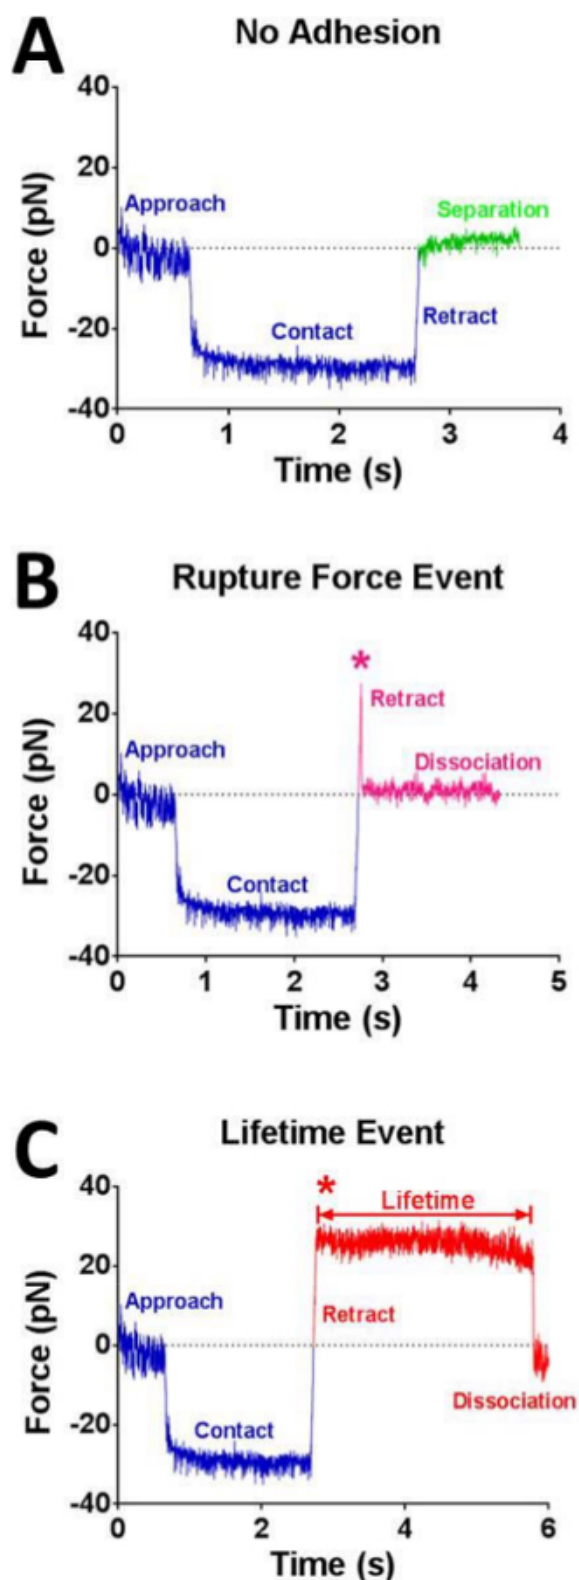 A
No Adhesion
40
20
0
-20
-40
Force (pN)
Approach
Separation
Contact
Retract
0 1 2 3 4
Time (s)
B
Rupture Force Event
40
20
0
-20
-40
Force (pN)
*
Retract
Approach
Dissociation
Contact
0 1 2 3 4 5
Time (s)
C
Lifetime Event
40
20
0
-20
-40
Force (pN)
*
Lifetime
Approach
Retract
Dissociation
Contact
0 2 4 6
Time (s)